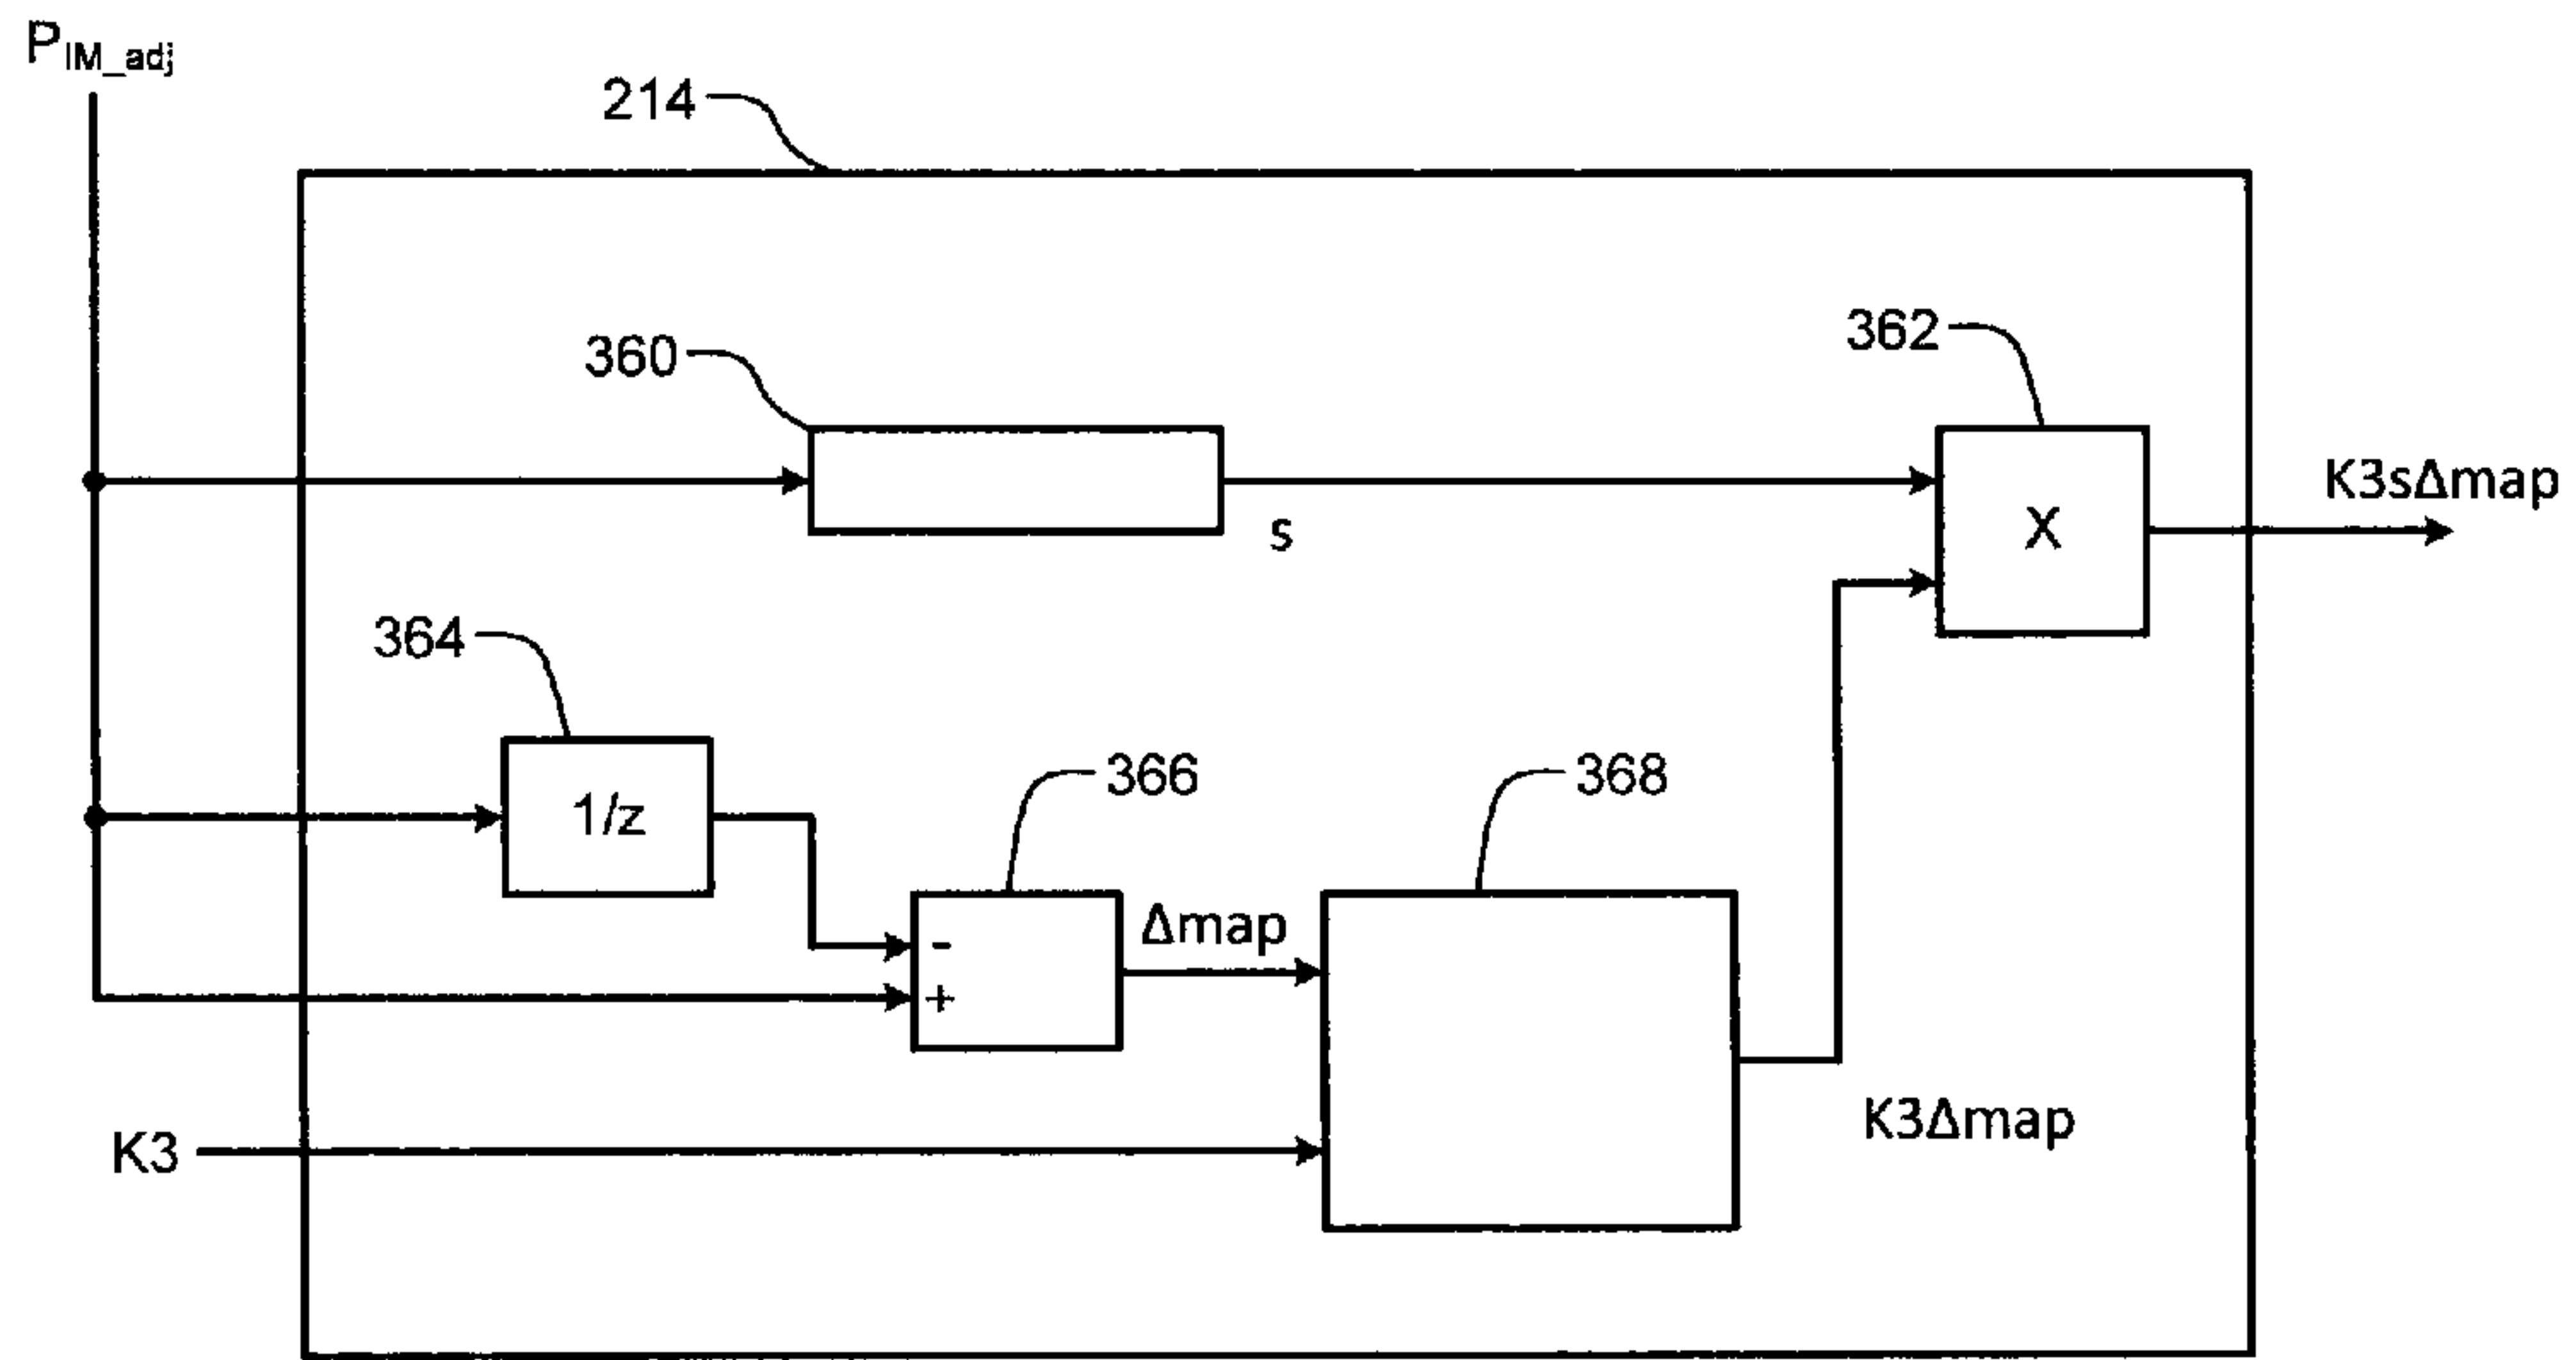 P_IM_adj
214
360
362
K3sΔmap
X
s
364
1/z
366
368
Δmap
-
+
K3Δmap
K3